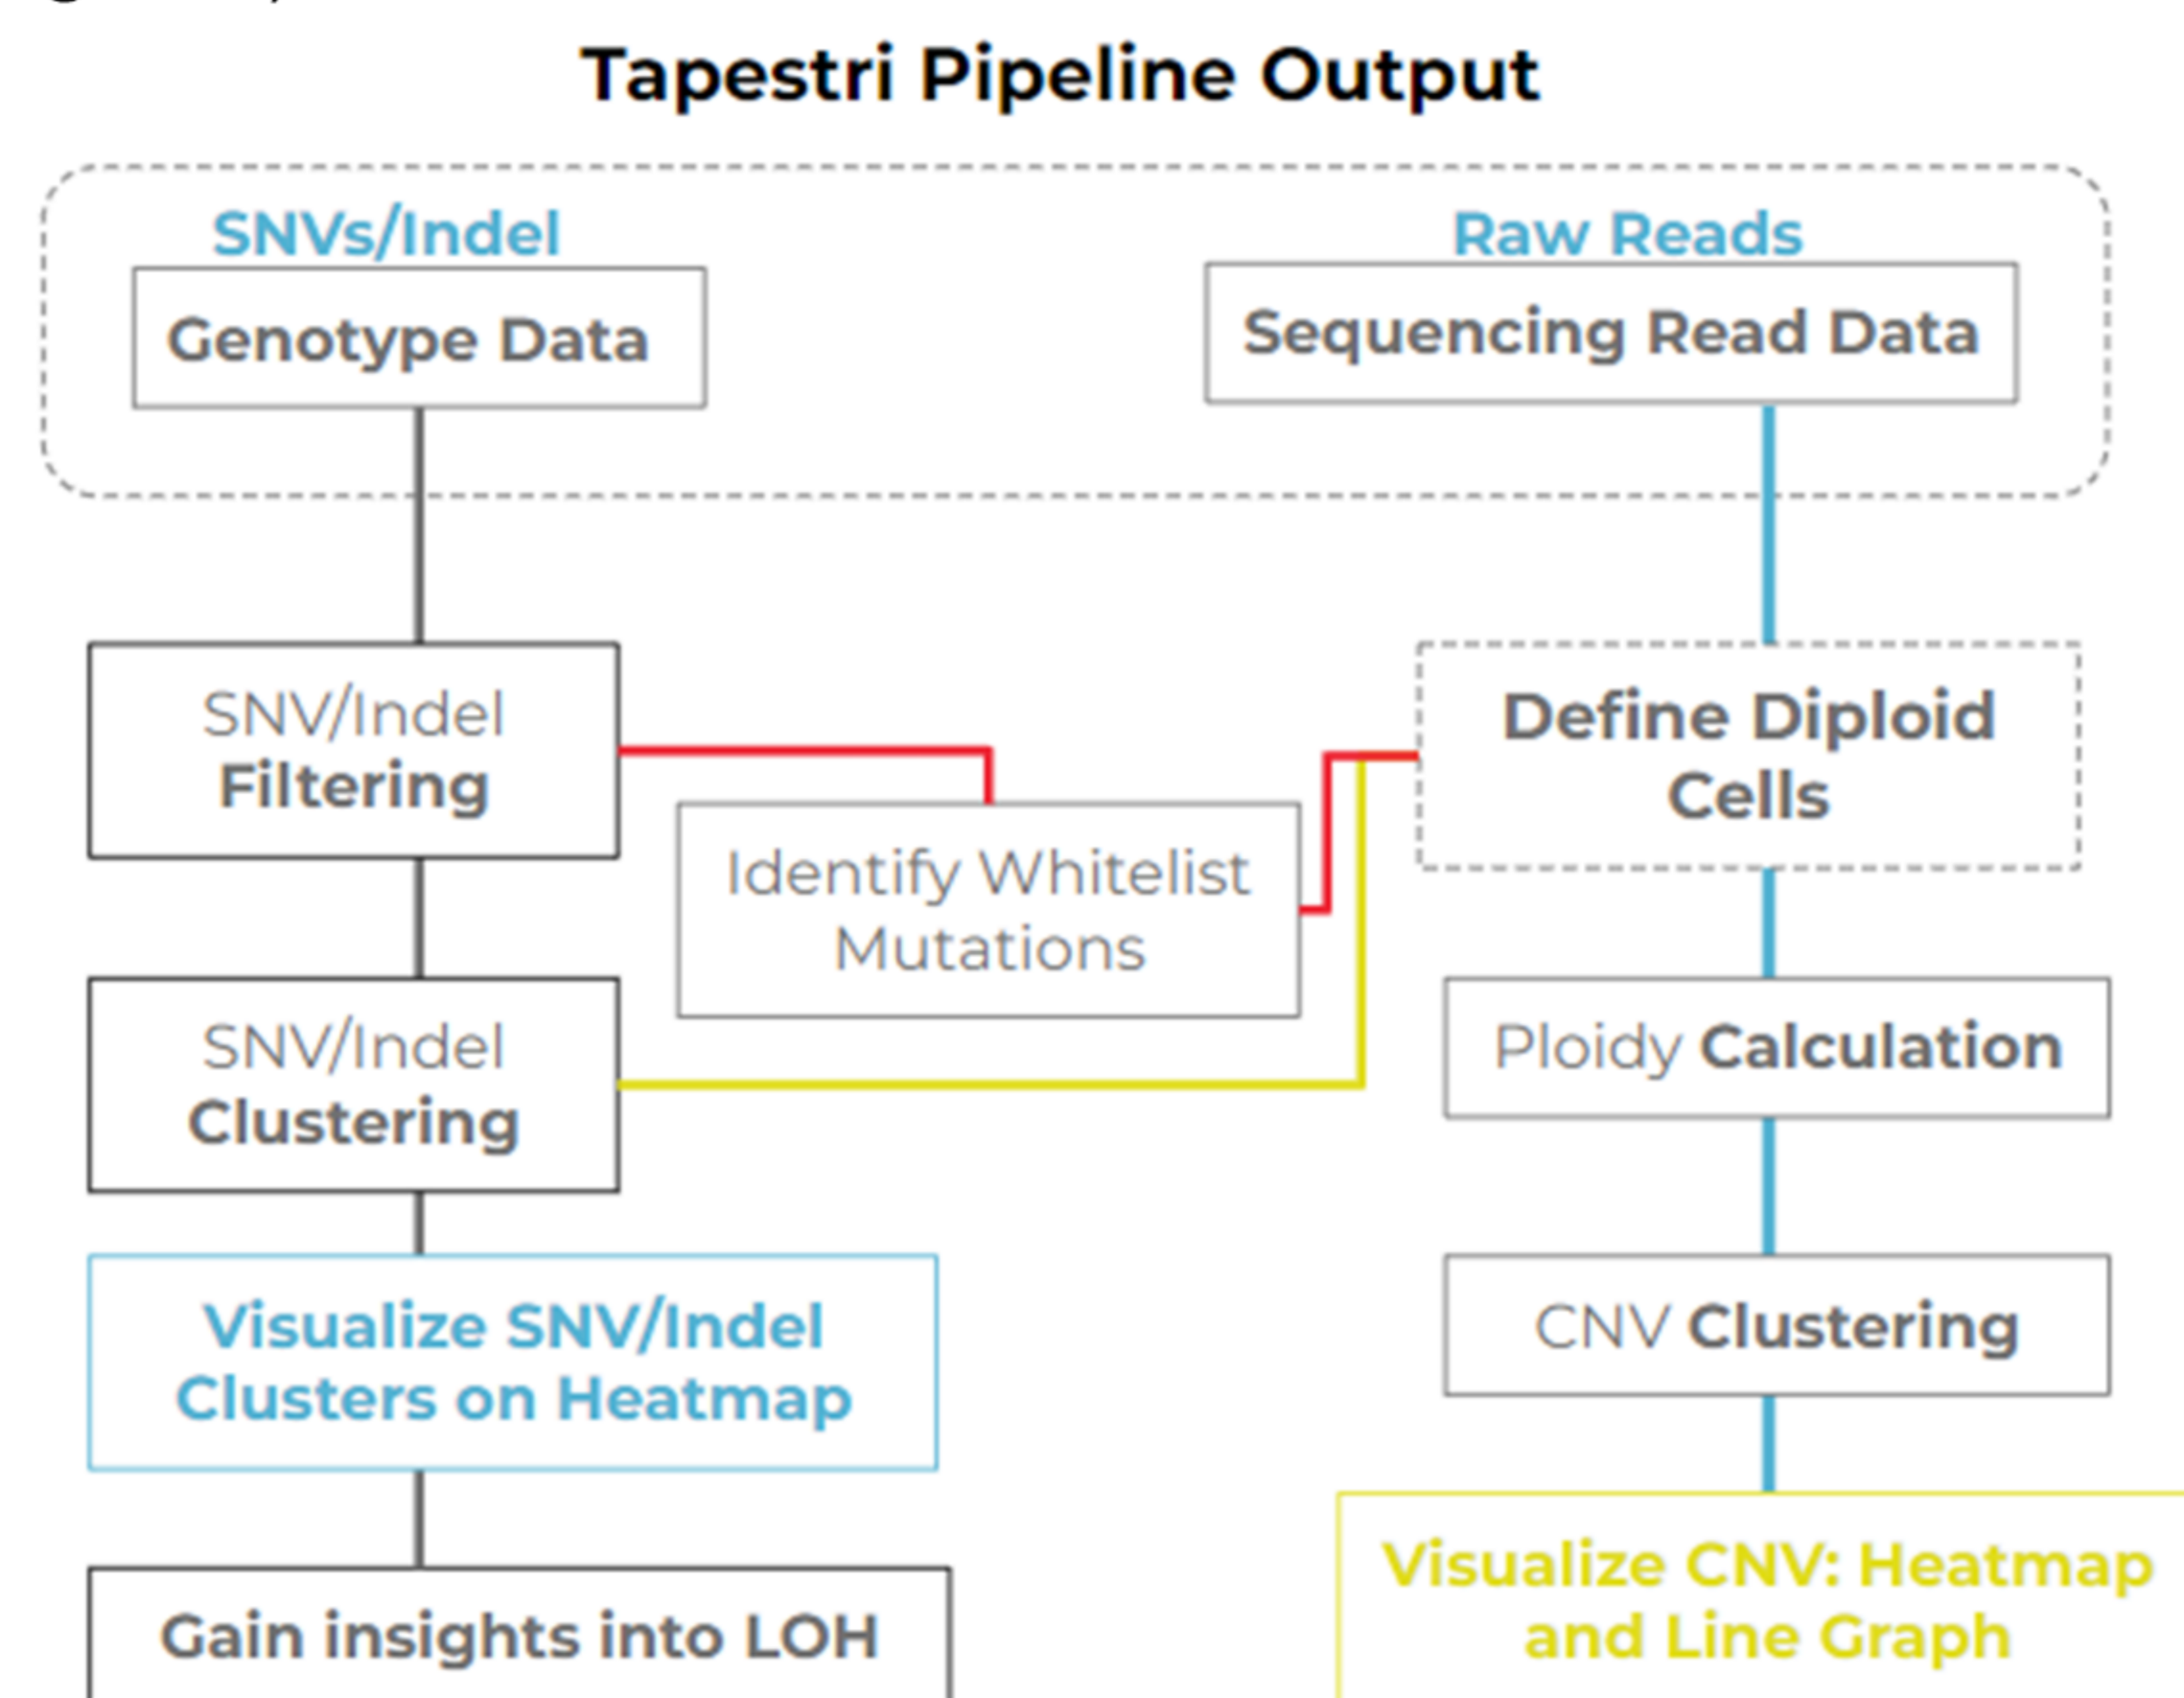 Tapestri Pipeline Output
SNVs/Indel
Genotype Data
Raw Reads
Sequencing Read Data
SNV/Indel
Filtering
Identify Whitelist
Mutations
Define Diploid
Cells
SNV/Indel
Clustering
Ploidy Calculation
Visualize SNV/Indel
Clusters on Heatmap
CNV Clustering
Gain insights into LOH
Visualize CNV: Heatmap
and Line Graph